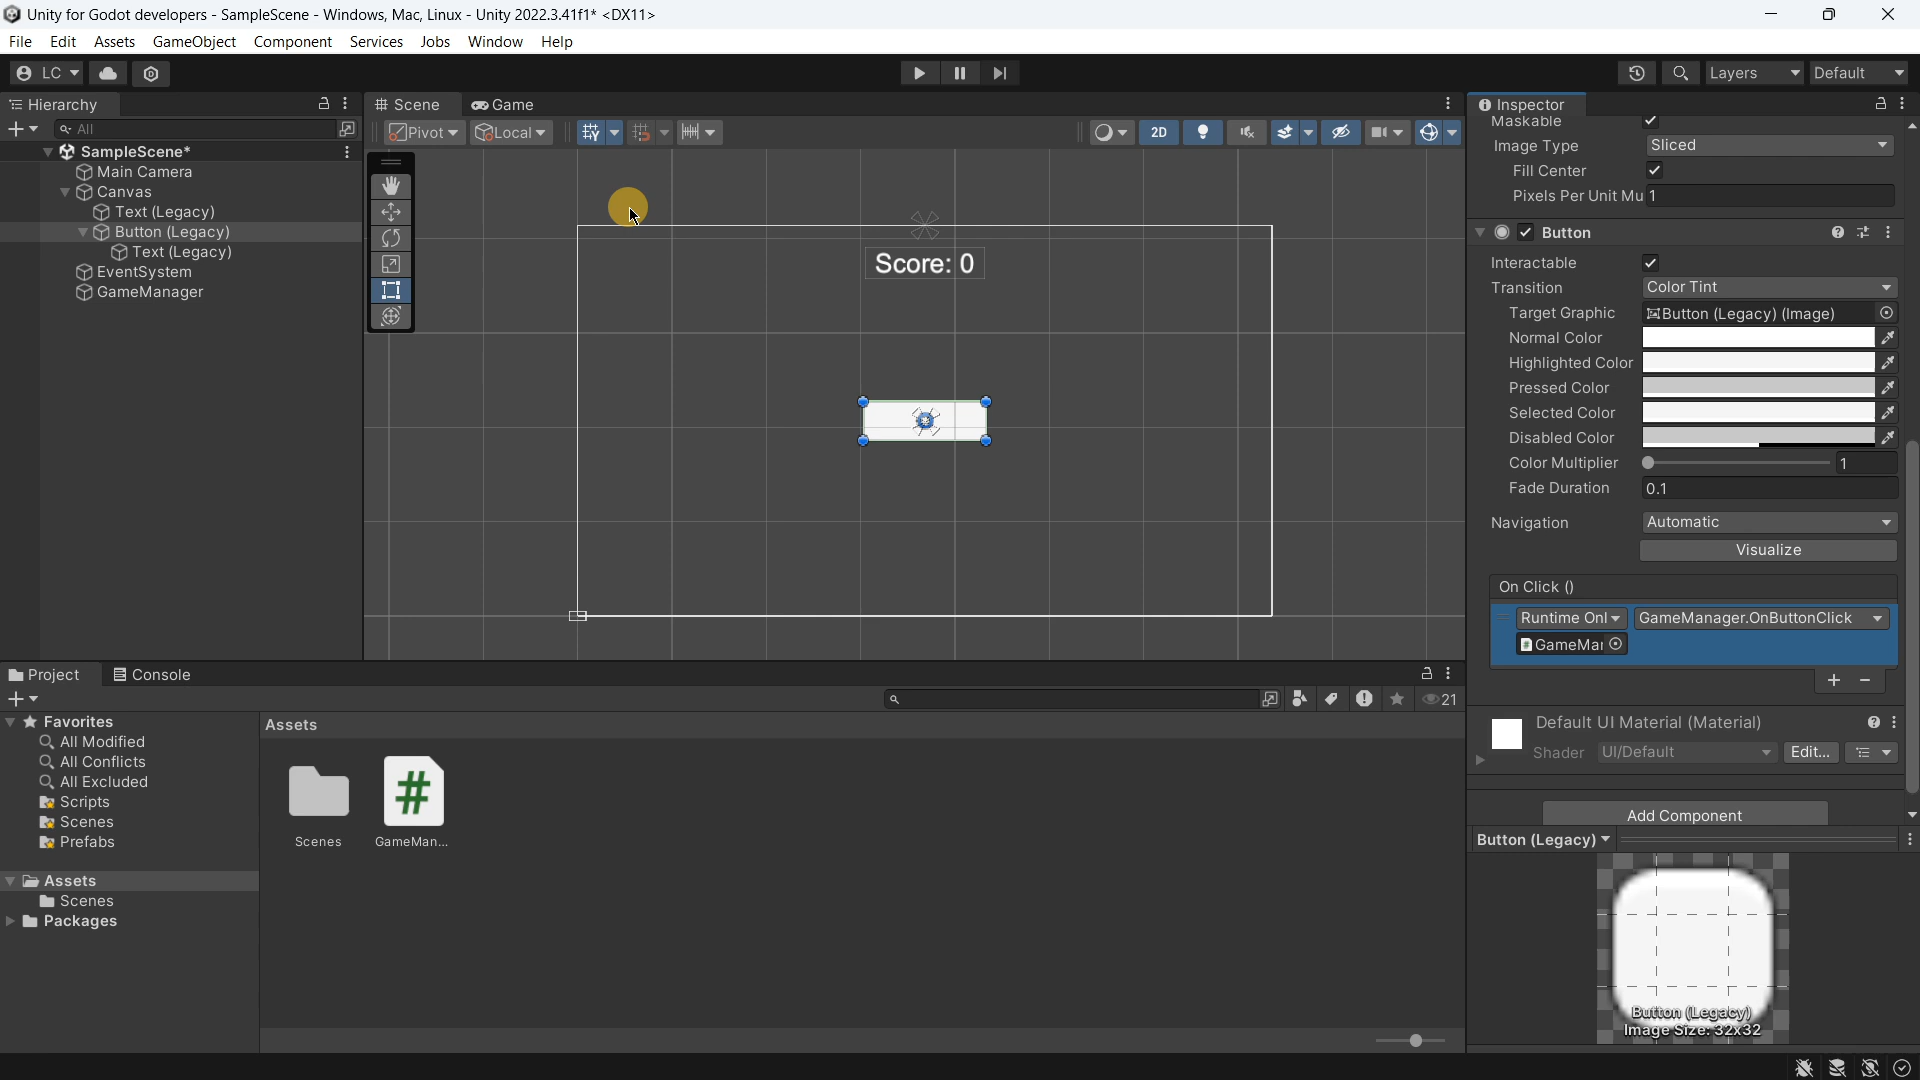 Unity for Godot developers - SampleScene - Windows, Mac, Linux - Unity 2022.3.41f1* <DX11>
File Edit Assets GameObject Component Services Jobs Window Help
LC Layers Default
Hierarchy
All
SampleScene*
Main Camera
Canvas
Text (Legacy)
Button (Legacy)
Text (Legacy)
EventSystem
GameManager
Scene Game
Pivot Local 2D
Score: 0
Inspector
Maskable
Image Type Sliced
Fill Center
Pixels Per Unit Mu 1
Button
Interactable
Transition Color Tint
Target Graphic Button (Legacy) (Image)
Normal Color
Highlighted Color
Pressed Color
Selected Color
Disabled Color
Color Multiplier 1
Fade Duration 0.1
Navigation Automatic
Visualize
On Click ()
Runtime Onl GameManager.OnButtonClick
GameMar
+ −
Default UI Material (Material)
Shader UI/Default Edit...
Add Component
Button (Legacy)
Button (Legacy)
Image Size: 32x32
Project Console
21
Favorites
All Modified
All Conflicts
All Excluded
Scripts
Scenes
Prefabs
Assets
Scenes
Packages
Assets
#
Scenes GameMan...